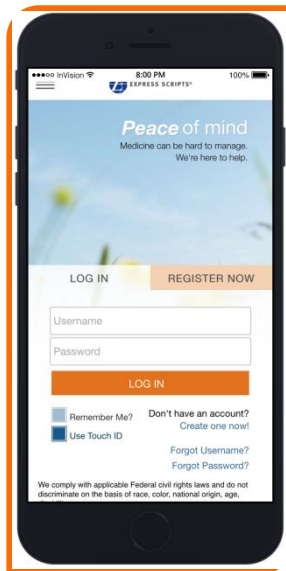 ●●●○○ InVision 8:00 PM 100%
EXPRESS SCRIPTS®
Peace of mind
Medicine can be hard to manage.
We're here to help.
LOG IN REGISTER NOW
Username
Password
LOG IN
Remember Me? Don't have an account?
Use Touch ID Create one now!
Forgot Username?
Forgot Password?
We comply with applicable Federal civil rights laws and do not
discriminate on the basis of race, color, national origin, age,